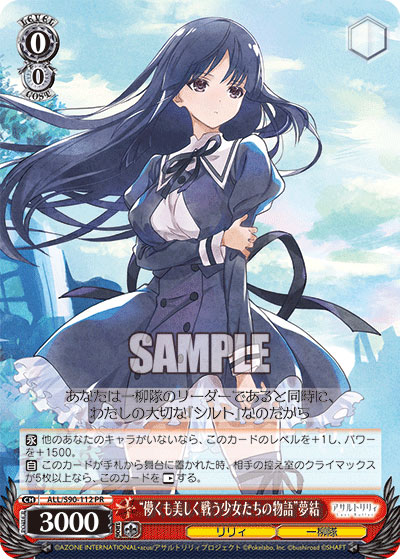 LEVEL
0
0
COST
SAMPLE
あなたは一柳隊のリーダーであると同時に、
わたしの大切な『シルト』なのだから
永 他のあなたのキャラがいないなら、このカードのレベルを＋1し、パワーを
＋1500。
自 このカードが手札から舞台に置かれた時、相手の控え室のクライマックス
が5枚以上なら、このカードを する。
CH ALL/S90-112 PR
3000
“儚くも美しく戦う少女たちの物語”夢結
リリィ
一柳隊
アサルトリリィ
©AZONE INTERNATIONAL・acus/アサルトリリィプロジェクト ©Pokelabo, Inc. ©bushiroad ©SHAFT